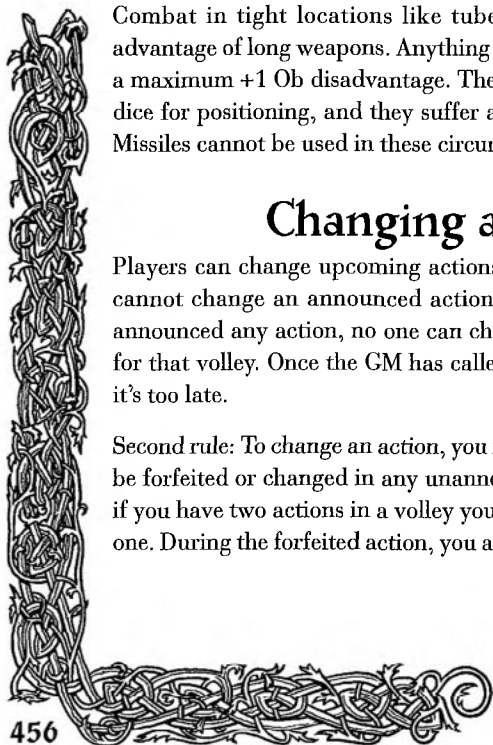 Combat in tight locations like tube
advantage of long weapons. Anything
a maximum +1 Ob disadvantage. The
dice for positioning, and they suffer a
Missiles cannot be used in these circu
Changing a
Players can change upcoming actions
cannot change an announced action
announced any action, no one can ch
for that volley. Once the GM has calle
it's too late.
Second rule: To change an action, you
be forfeited or changed in any unanno
if you have two actions in a volley you
one. During the forfeited action, you a
456